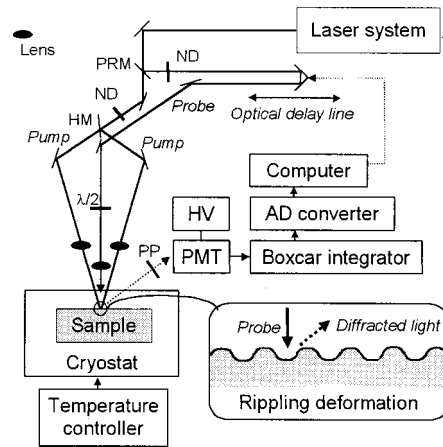 Laser system
Lens
PRM
ND
ND
Probe
Optical delay line
HM
Pump
Pump
Computer
λ/2
HV
AD converter
PP
PMT
Boxcar integrator
Sample
Cryostat
Probe
Diffracted light
Rippling deformation
Temperature
controller